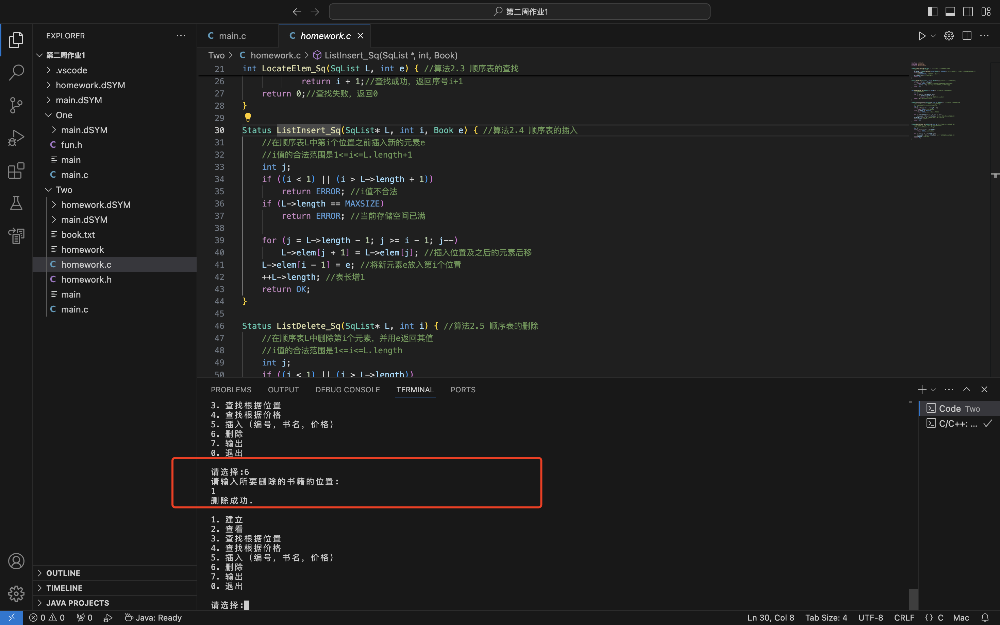 第二周作业1
EXPLORER
第二周作业1
.vscode
homework.dSYM
main.dSYM
One
main.dSYM
fun.h
main
main.c
Two
homework.dSYM
main.dSYM
book.txt
homework
homework.c
homework.h
main
main.c
OUTLINE
TIMELINE
JAVA PROJECTS
main.c
homework.c
Two > homework.c > ListInsert_Sq(SqList *, int, Book)
21 int LocateElem_Sq(SqList L, int e) { //算法2.3 顺序表的查找
26 return i + 1;//查找成功，返回序号i+1
27 return 0;//查找失败，返回0
28 }
29
30 Status ListInsert_Sq(SqList* L, int i, Book e) { //算法2.4 顺序表的插入
31 //在顺序表L中第i个位置之前插入新的元素e
32 //i值的合法范围是1<=i<=L.length+1
33 int j;
34 if ((i < 1) || (i > L->length + 1))
35 return ERROR; //i值不合法
36 if (L->length == MAXSIZE)
37 return ERROR; //当前存储空间已满
38
39 for (j = L->length - 1; j >= i - 1; j--)
40 L->elem[j + 1] = L->elem[j]; //插入位置及之后的元素后移
41 L->elem[i - 1] = e; //将新元素e放入第i个位置
42 ++L->length; //表长增1
43 return OK;
44 }
45
46 Status ListDelete_Sq(SqList* L, int i) { //算法2.5 顺序表的删除
47 //在顺序表L中删除第i个元素，并用e返回其值
48 //i值的合法范围是1<=i<=L.length
49 int j;
50 if ((i < 1) || (i > L->length))
PROBLEMS OUTPUT DEBUG CONSOLE TERMINAL PORTS
3. 查找根据位置
4. 查找根据价格
5. 插入（编号，书名，价格）
6. 删除
7. 输出
0. 退出
请选择:6
请输入所要删除的书籍的位置:
1
删除成功.
1. 建立
2. 查看
3. 查找根据位置
4. 查找根据价格
5. 插入（编号，书名，价格）
6. 删除
7. 输出
0. 退出
请选择:
Code Two
C/C++: ...
0 0 0 Java: Ready Ln 30, Col 8 Tab Size: 4 UTF-8 CRLF {} C Mac